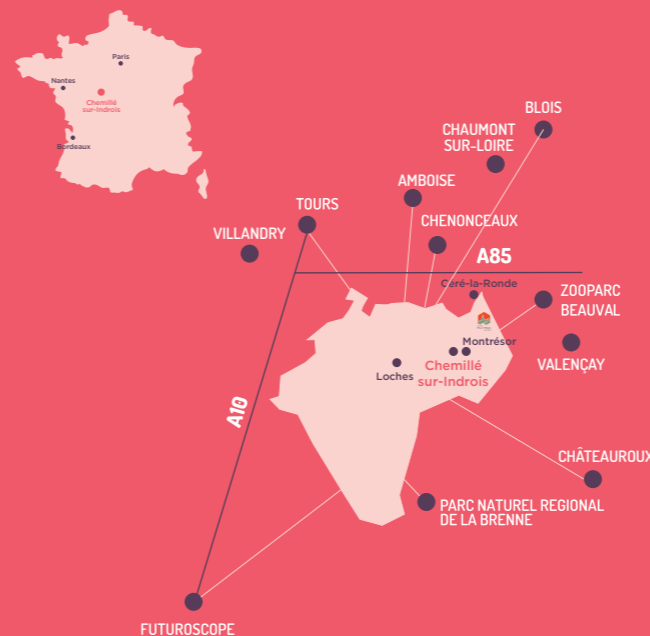 Paris
Nantes
Chemillé
sur-Indrois
Bordeaux
BLOIS
CHAUMONT
SUR-LOIRE
AMBOISE
TOURS
CHENONCEAUX
VILLANDRY
A85
Céré-la-Ronde
ZOOPARC
BEAUVAL
Montrésor
VALENÇAY
Loches
Chemillé
sur-Indrois
A10
CHÂTEAUROUX
PARC NATUREL REGIONAL
DE LA BRENNE
FUTUROSCOPE